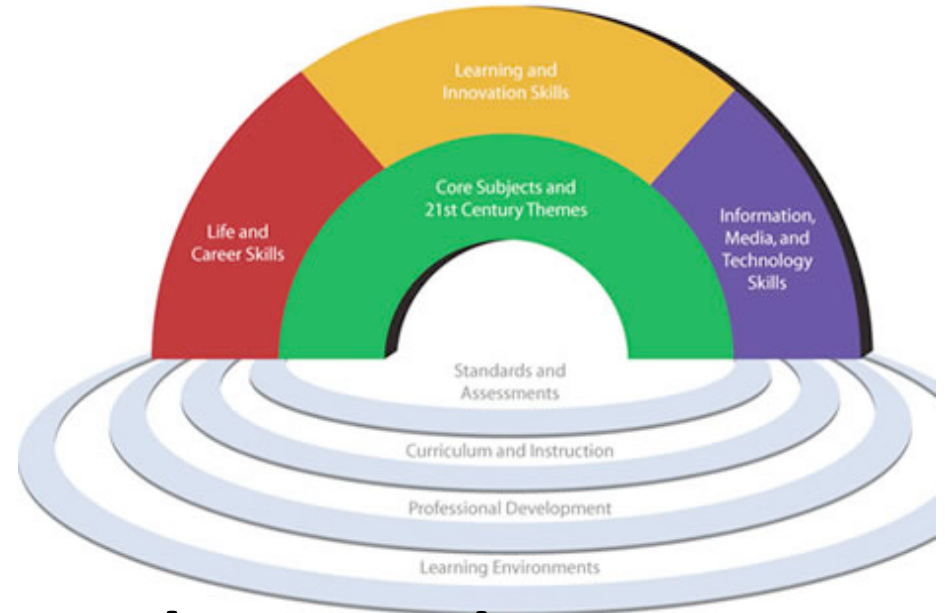 Learning and
Innovation Skills
Core Subjects and
21st Century Themes
Life and
Career Skills
Information,
Media, and
Technology
Skills
Standards and
Assessments
Curriculum and Instruction
Professional Development
Learning Environments